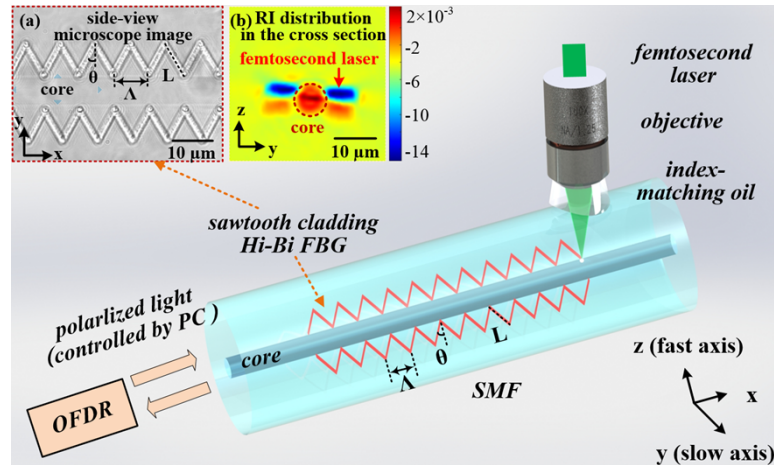 (a)
side-view
microscope image
θ
Λ
L
core
y
x
10 µm
(b)
RI distribution
in the cross section
femtosecond laser
core
z
y
10 µm
2×10⁻³
-2
-6
-10
-14
femtosecond
laser
objective
index-
matching oil
sawtooth cladding
Hi-Bi FBG
polarlized light
(controlled by PC )
core
OFDR
Λ
θ
L
SMF
z (fast axis)
x
y (slow axis)